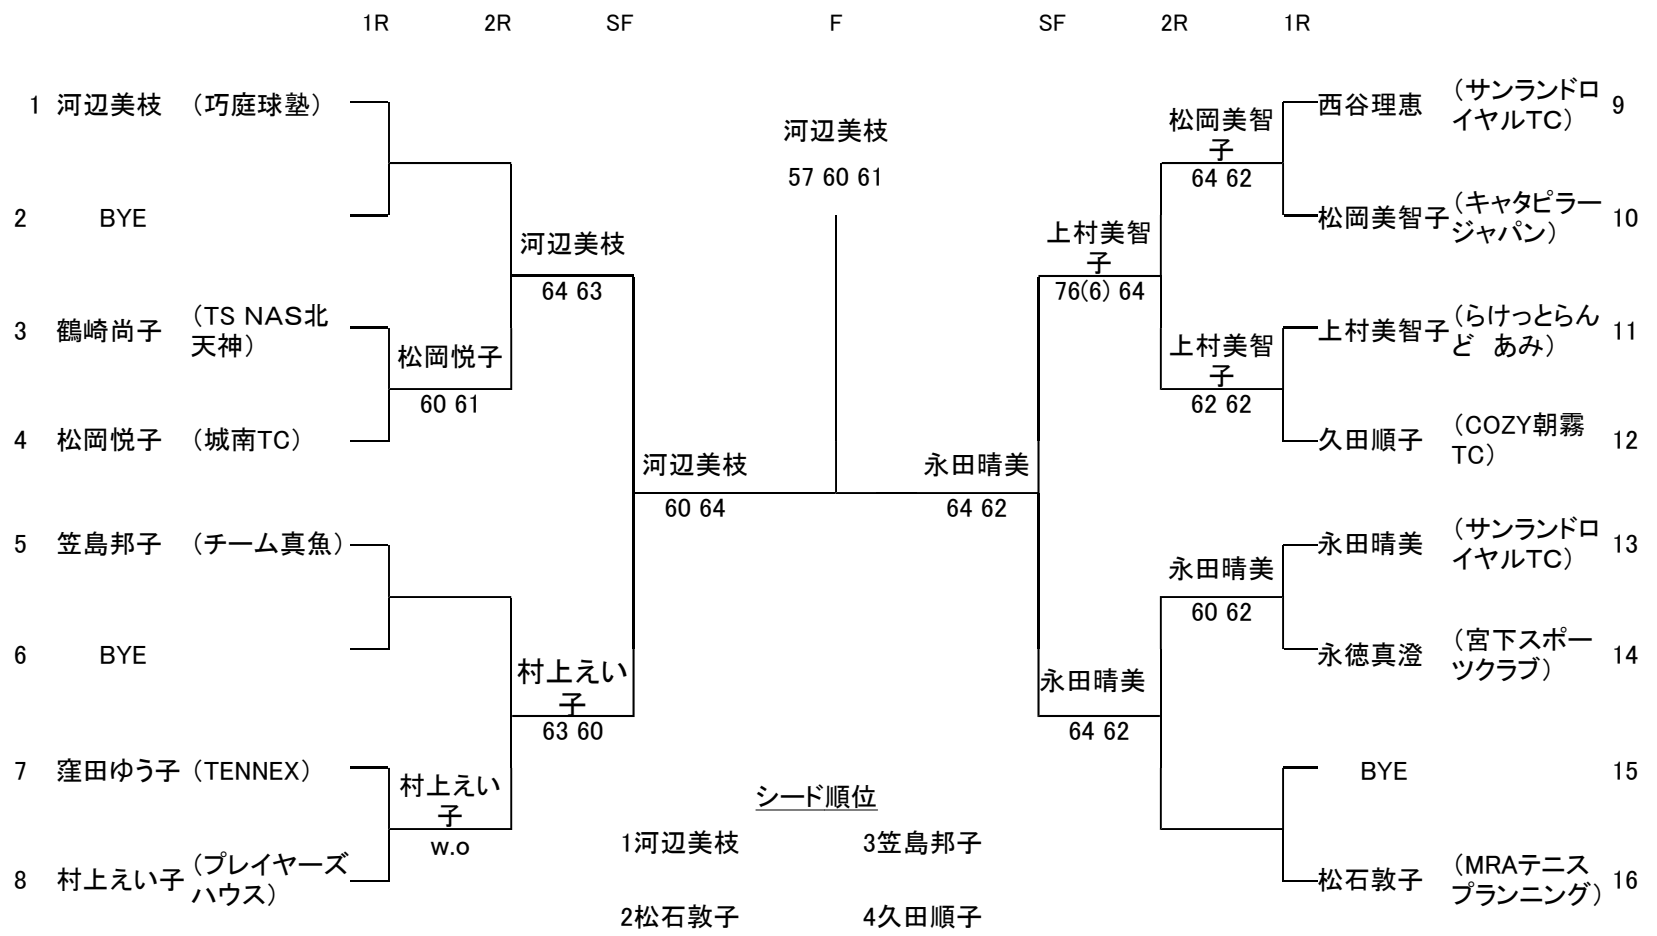 1R 2R SF F SF 2R 1R
1 河辺美枝 （巧庭球塾）
2 BYE
3 鶴崎尚子 （TS NAS北
天神）
4 松岡悦子 （城南TC）
5 笠島邦子 （チーム真魚）
6 BYE
7 窪田ゆう子 （TENNEX）
8 村上えい子 （プレイヤーズ
ハウス）
松岡悦子
60 61
村上えい
子
w.o
河辺美枝
64 63
村上えい
子
63 60
河辺美枝
60 64
河辺美枝
57 60 61
永田晴美
64 62
上村美智
子
76(6) 64
永田晴美
64 62
松岡美智
子
64 62
上村美智
子
62 62
永田晴美
60 62
西谷理恵 （サンランドロ
イヤルTC） 9
松岡美智子 （キャタピラー
ジャパン） 10
上村美智子 （らけっとらん
ど　あみ） 11
久田順子 （COZY朝霧
TC） 12
永田晴美 （サンランドロ
イヤルTC） 13
永徳真澄 （宮下スポー
ツクラブ） 14
BYE 15
松石敦子 （MRAテニス
プランニング） 16
シード順位
1河辺美枝 3笠島邦子
2松石敦子 4久田順子